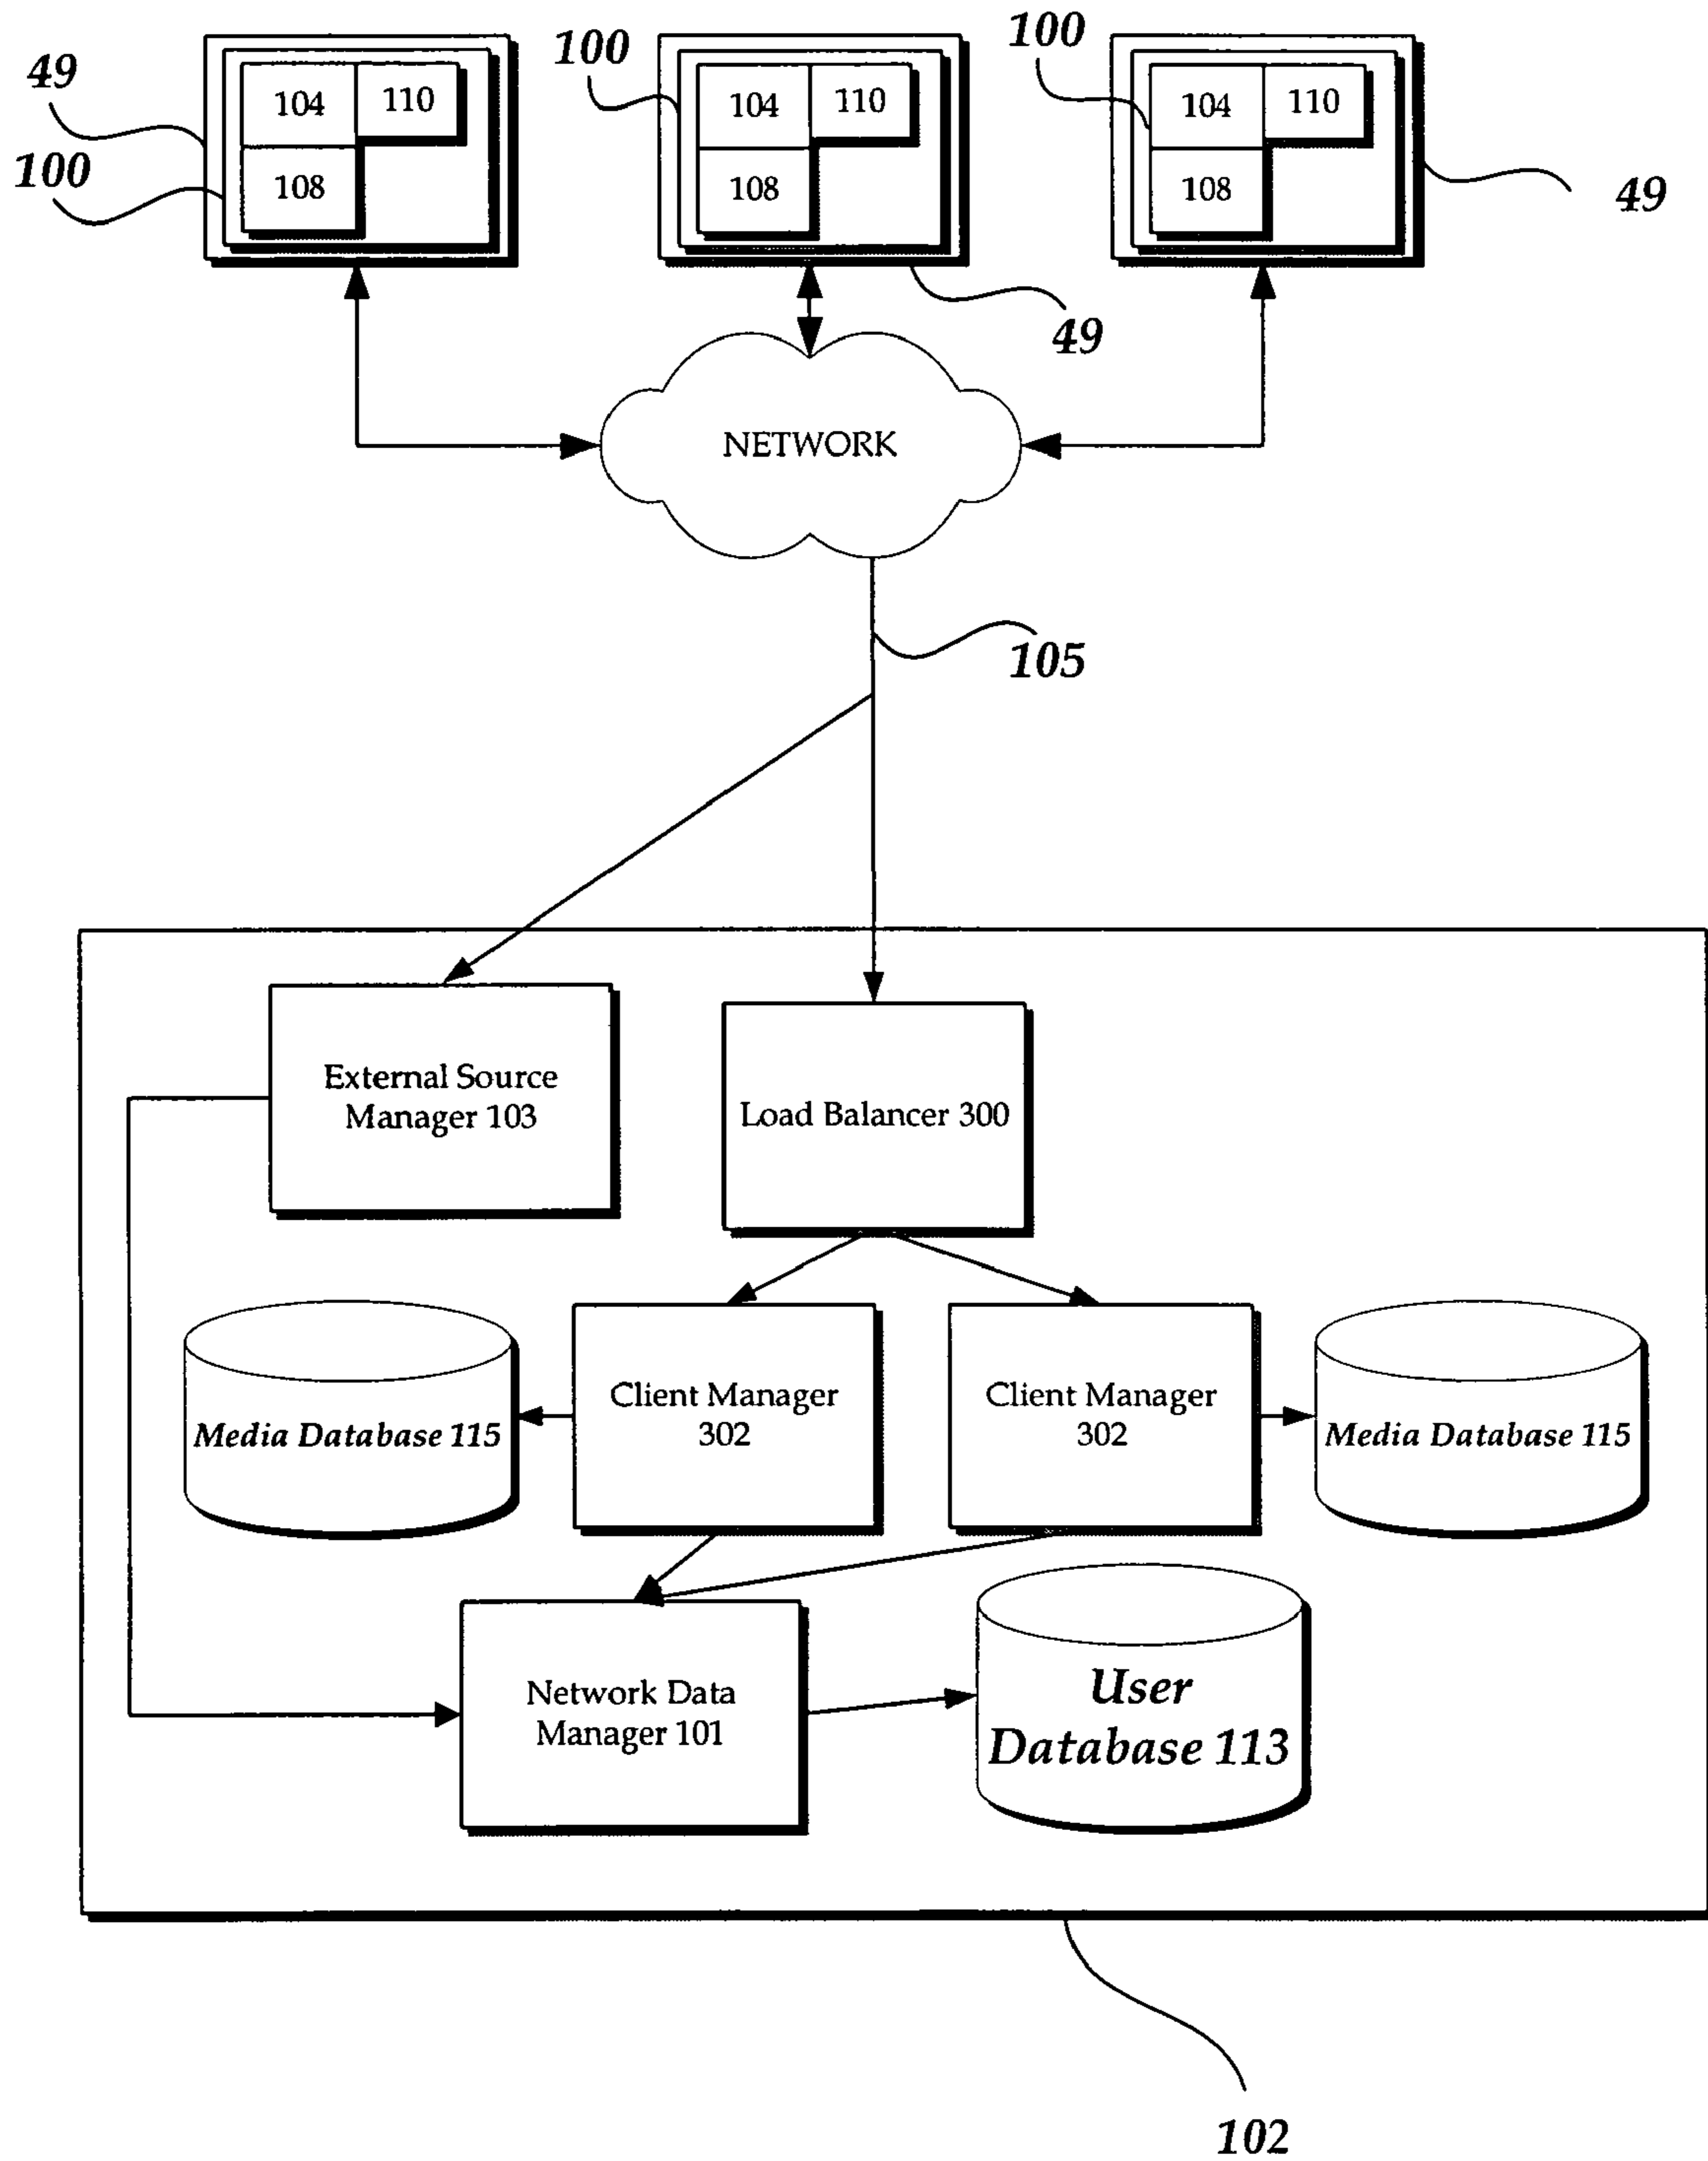 100
100
49
104
110
104
110
104
110
100
108
108
108
49
49
NETWORK
105
External Source
Manager 103
Load Balancer 300
Media Database 115
Client Manager
302
Client Manager
302
Media Database 115
Network Data
Manager 101
User
Database 113
102